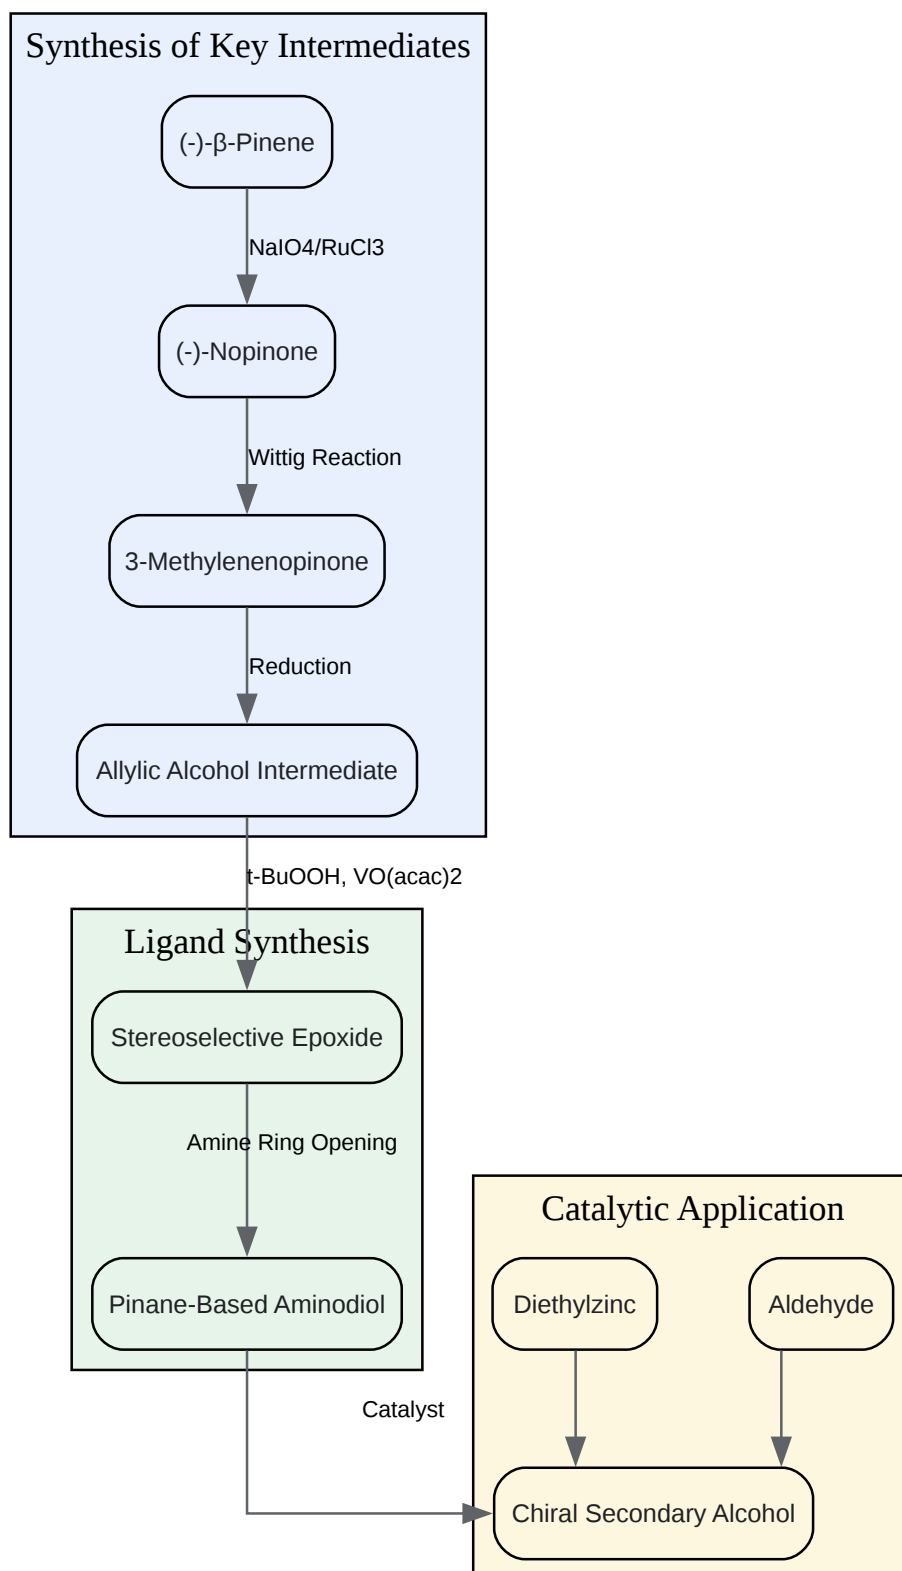 Synthesis of Key Intermediates
(-)-β-Pinene
NaIO4/RuCl3
(-)-Nopinone
Wittig Reaction
3-Methylenenopinone
Reduction
Allylic Alcohol Intermediate
t-BuOOH, VO(acac)2
Ligand Synthesis
Stereoselective Epoxide
Amine Ring Opening
Pinane-Based Aminodiol
Catalyst
Catalytic Application
Diethylzinc
Aldehyde
Chiral Secondary Alcohol